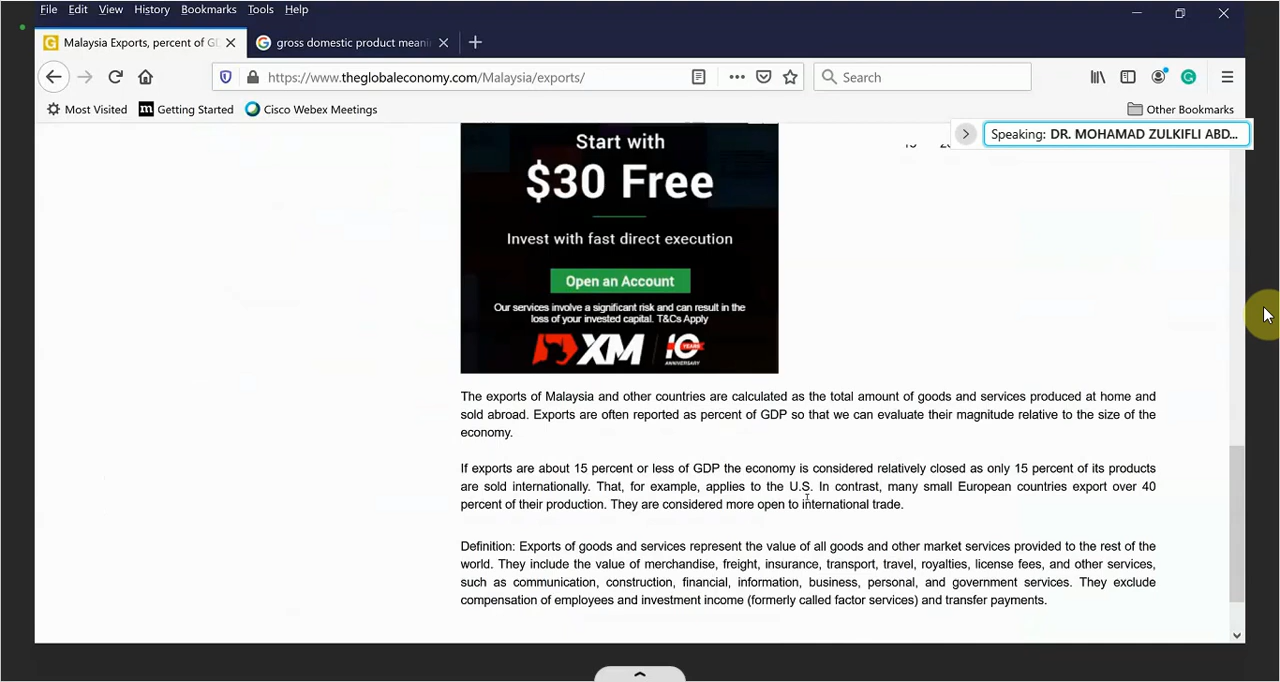 File Edit View History Bookmarks Tools Help
Malaysia Exports, percent of GD
gross domestic product meanin
https://www.theglobaleconomy.com/Malaysia/exports/
Search
Most Visited Getting Started Cisco Webex Meetings
Other Bookmarks
Speaking: DR. MOHAMAD ZULKIFLI ABD...
Start with
$30 Free
Invest with fast direct execution
Open an Account
Our services involve a significant risk and can result in the
loss of your invested capital. T&Cs Apply
XM 10 YEARS
ANNIVERSARY
The exports of Malaysia and other countries are calculated as the total amount of goods and services produced at home and
sold abroad. Exports are often reported as percent of GDP so that we can evaluate their magnitude relative to the size of the
economy.
If exports are about 15 percent or less of GDP the economy is considered relatively closed as only 15 percent of its products
are sold internationally. That, for example, applies to the U.S. In contrast, many small European countries export over 40
percent of their production. They are considered more open to international trade.
Definition: Exports of goods and services represent the value of all goods and other market services provided to the rest of the
world. They include the value of merchandise, freight, insurance, transport, travel, royalties, license fees, and other services,
such as communication, construction, financial, information, business, personal, and government services. They exclude
compensation of employees and investment income (formerly called factor services) and transfer payments.